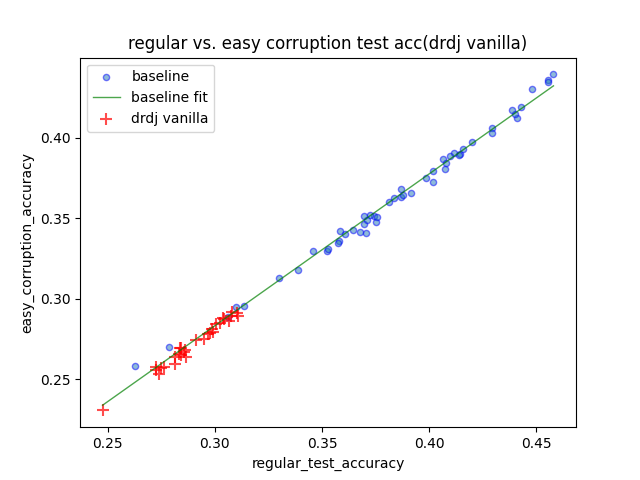 regular vs. easy corruption test acc(drdj vanilla)
baseline
baseline fit
drdj vanilla
easy_corruption_accuracy
0.40
0.35
0.30
0.25
0.25 0.30 0.35 0.40 0.45
regular_test_accuracy